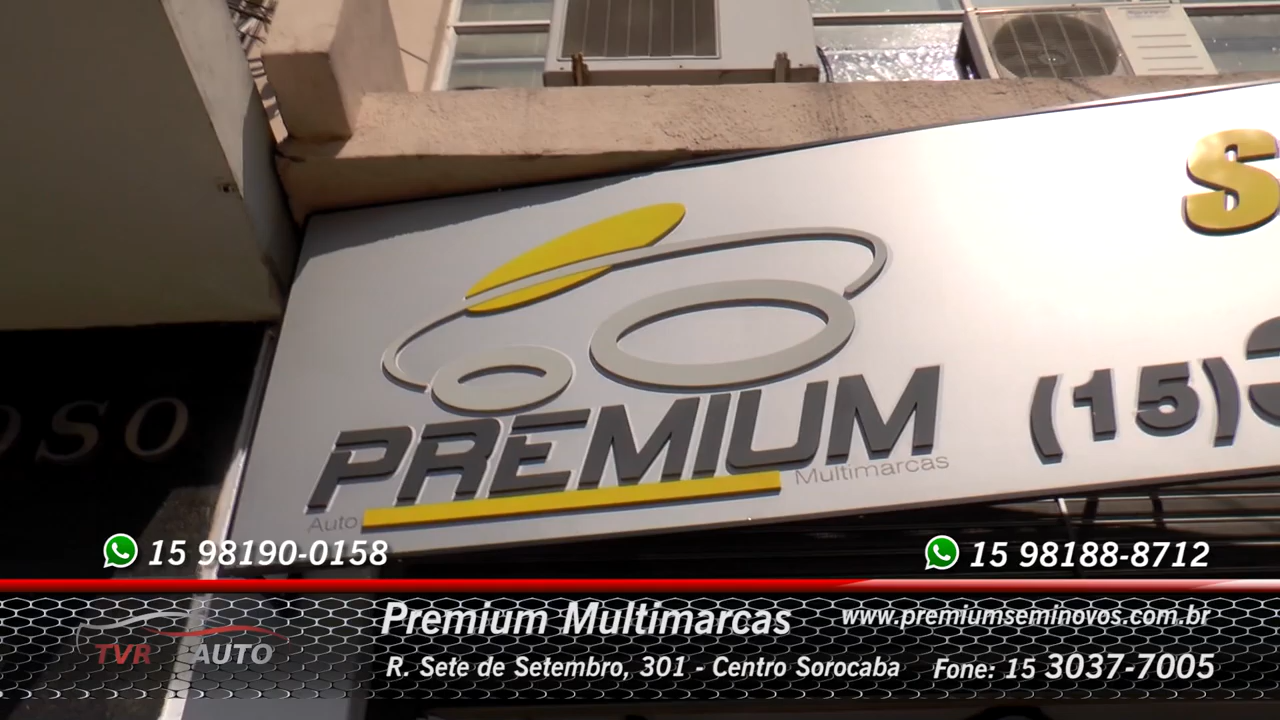 S
(15)
PREMIUM
Auto
Multimarcas
OSO
15 98190-0158
15 98188-8712
Premium Multimarcas
www.premiumseminovos.com.br
R. Sete de Setembro, 301 - Centro Sorocaba
Fone: 15 3037-7005
TVR AUTO